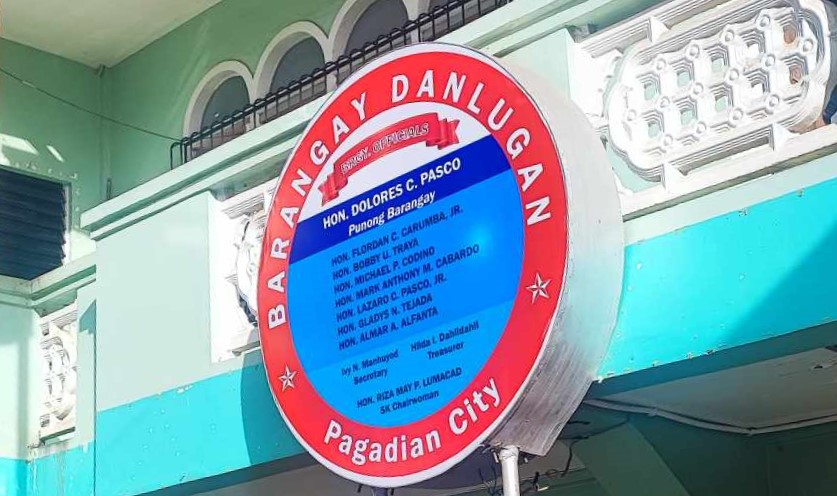 BARANGAY DANLUGAN
BRGY. OFFICIALS
HON. DOLORES C. PASCO
Punong Barangay
HON. FLORDAN C. CARUMBA, JR.
HON. BOBBY U. TRAYA
HON. MICHAEL P. CODINO
HON. MARK ANTHONY M. CABARDO
HON. LAZARO C. PASCO, JR.
HON. GLADYS N. TEJADA
HON. ALMAR A. ALFANTA
Ivy N. Manhuyod
Secretary
Hilda I. Dahildahil
Treasurer
HON. RIZA MAY P. LUMACAD
SK Chairwoman
Pagadian City